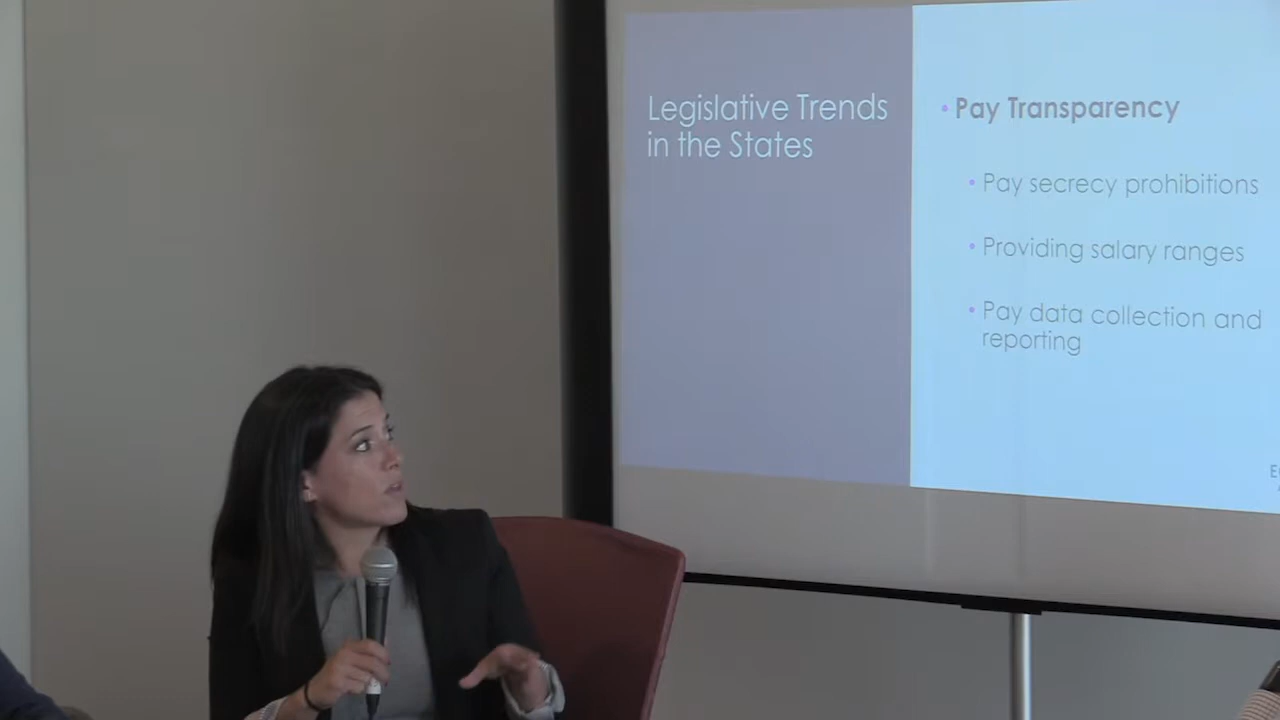 Legislative Trends
in the States
• Pay Transparency
• Pay secrecy prohibitions
• Providing salary ranges
• Pay data collection and
reporting